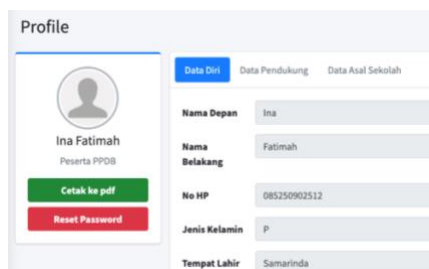 Profile
Ina Fatimah
Peserta PPDB
Cetak ke pdf
Reset Password
Data Diri Data Pendukung Data Asal Sekolah
Nama Depan Ina
Nama Belakang Fatimah
No HP 085250902512
Jenis Kelamin P
Tempat Lahir Samarinda